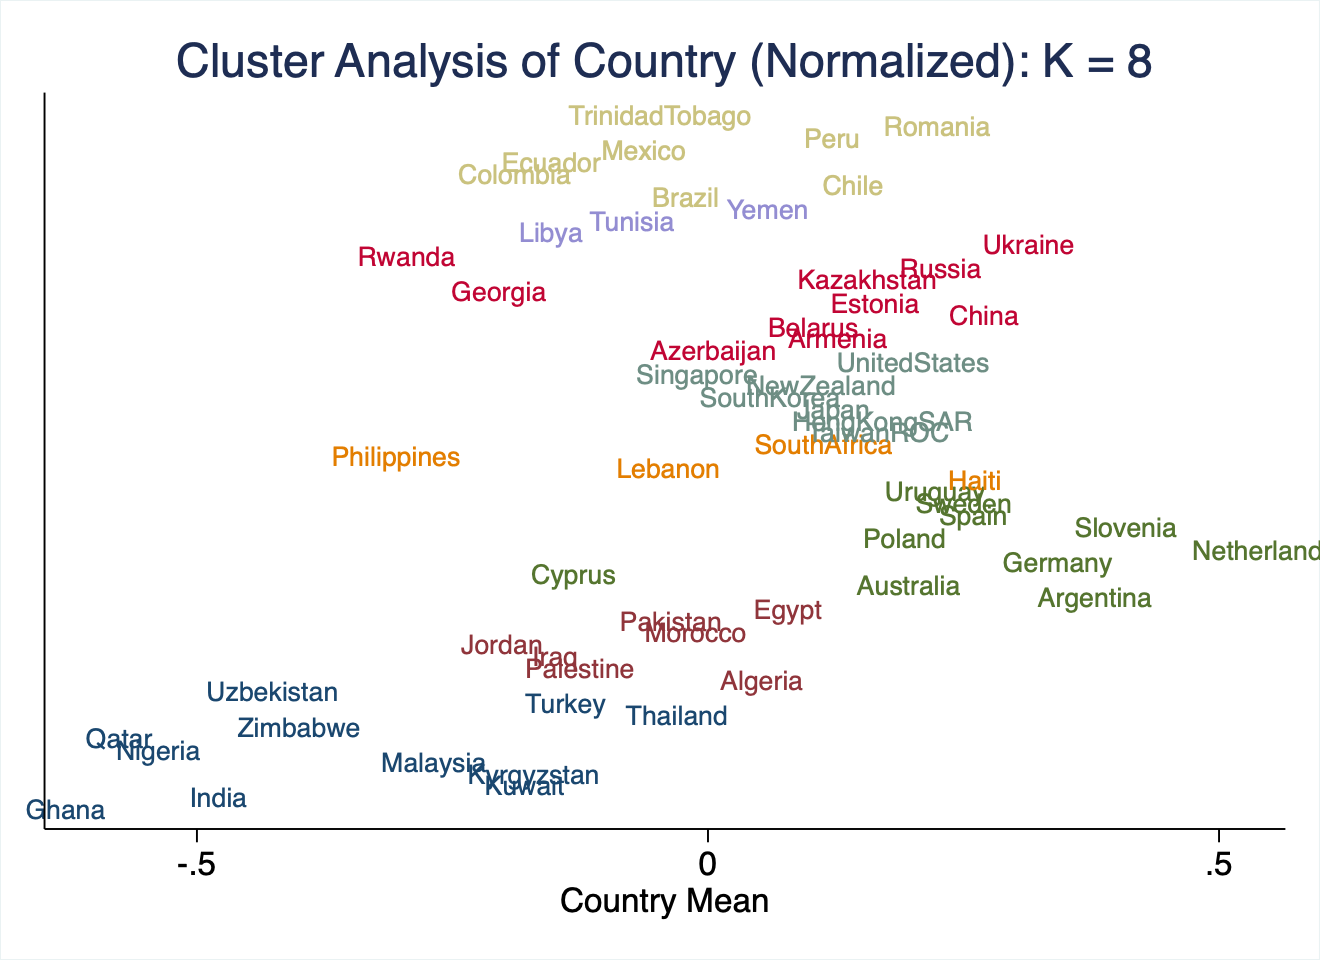 Cluster Analysis of Country (Normalized): K = 8
TrinidadTobago
Romania
Peru
Mexico
Ecuador
Colombia
Chile
Brazil
Yemen
Tunisia
Libya
Ukraine
Rwanda
Russia
Kazakhstan
Georgia
Estonia
China
Belarus
Armenia
Azerbaijan
UnitedStates
Singapore
NewZealand
SouthKorea
Japan
HongKongSAR
TaiwanROC
SouthAfrica
Philippines
Lebanon
Haiti
Uruguay
Sweden
Spain
Slovenia
Poland
Netherland
Germany
Cyprus
Australia
Argentina
Egypt
Pakistan
Morocco
Jordan
Iraq
Palestine
Algeria
Uzbekistan
Turkey
Thailand
Zimbabwe
Qatar
Nigeria
Malaysia
Kyrgyzstan
Kuwait
India
Ghana
-.5
0
.5
Country Mean